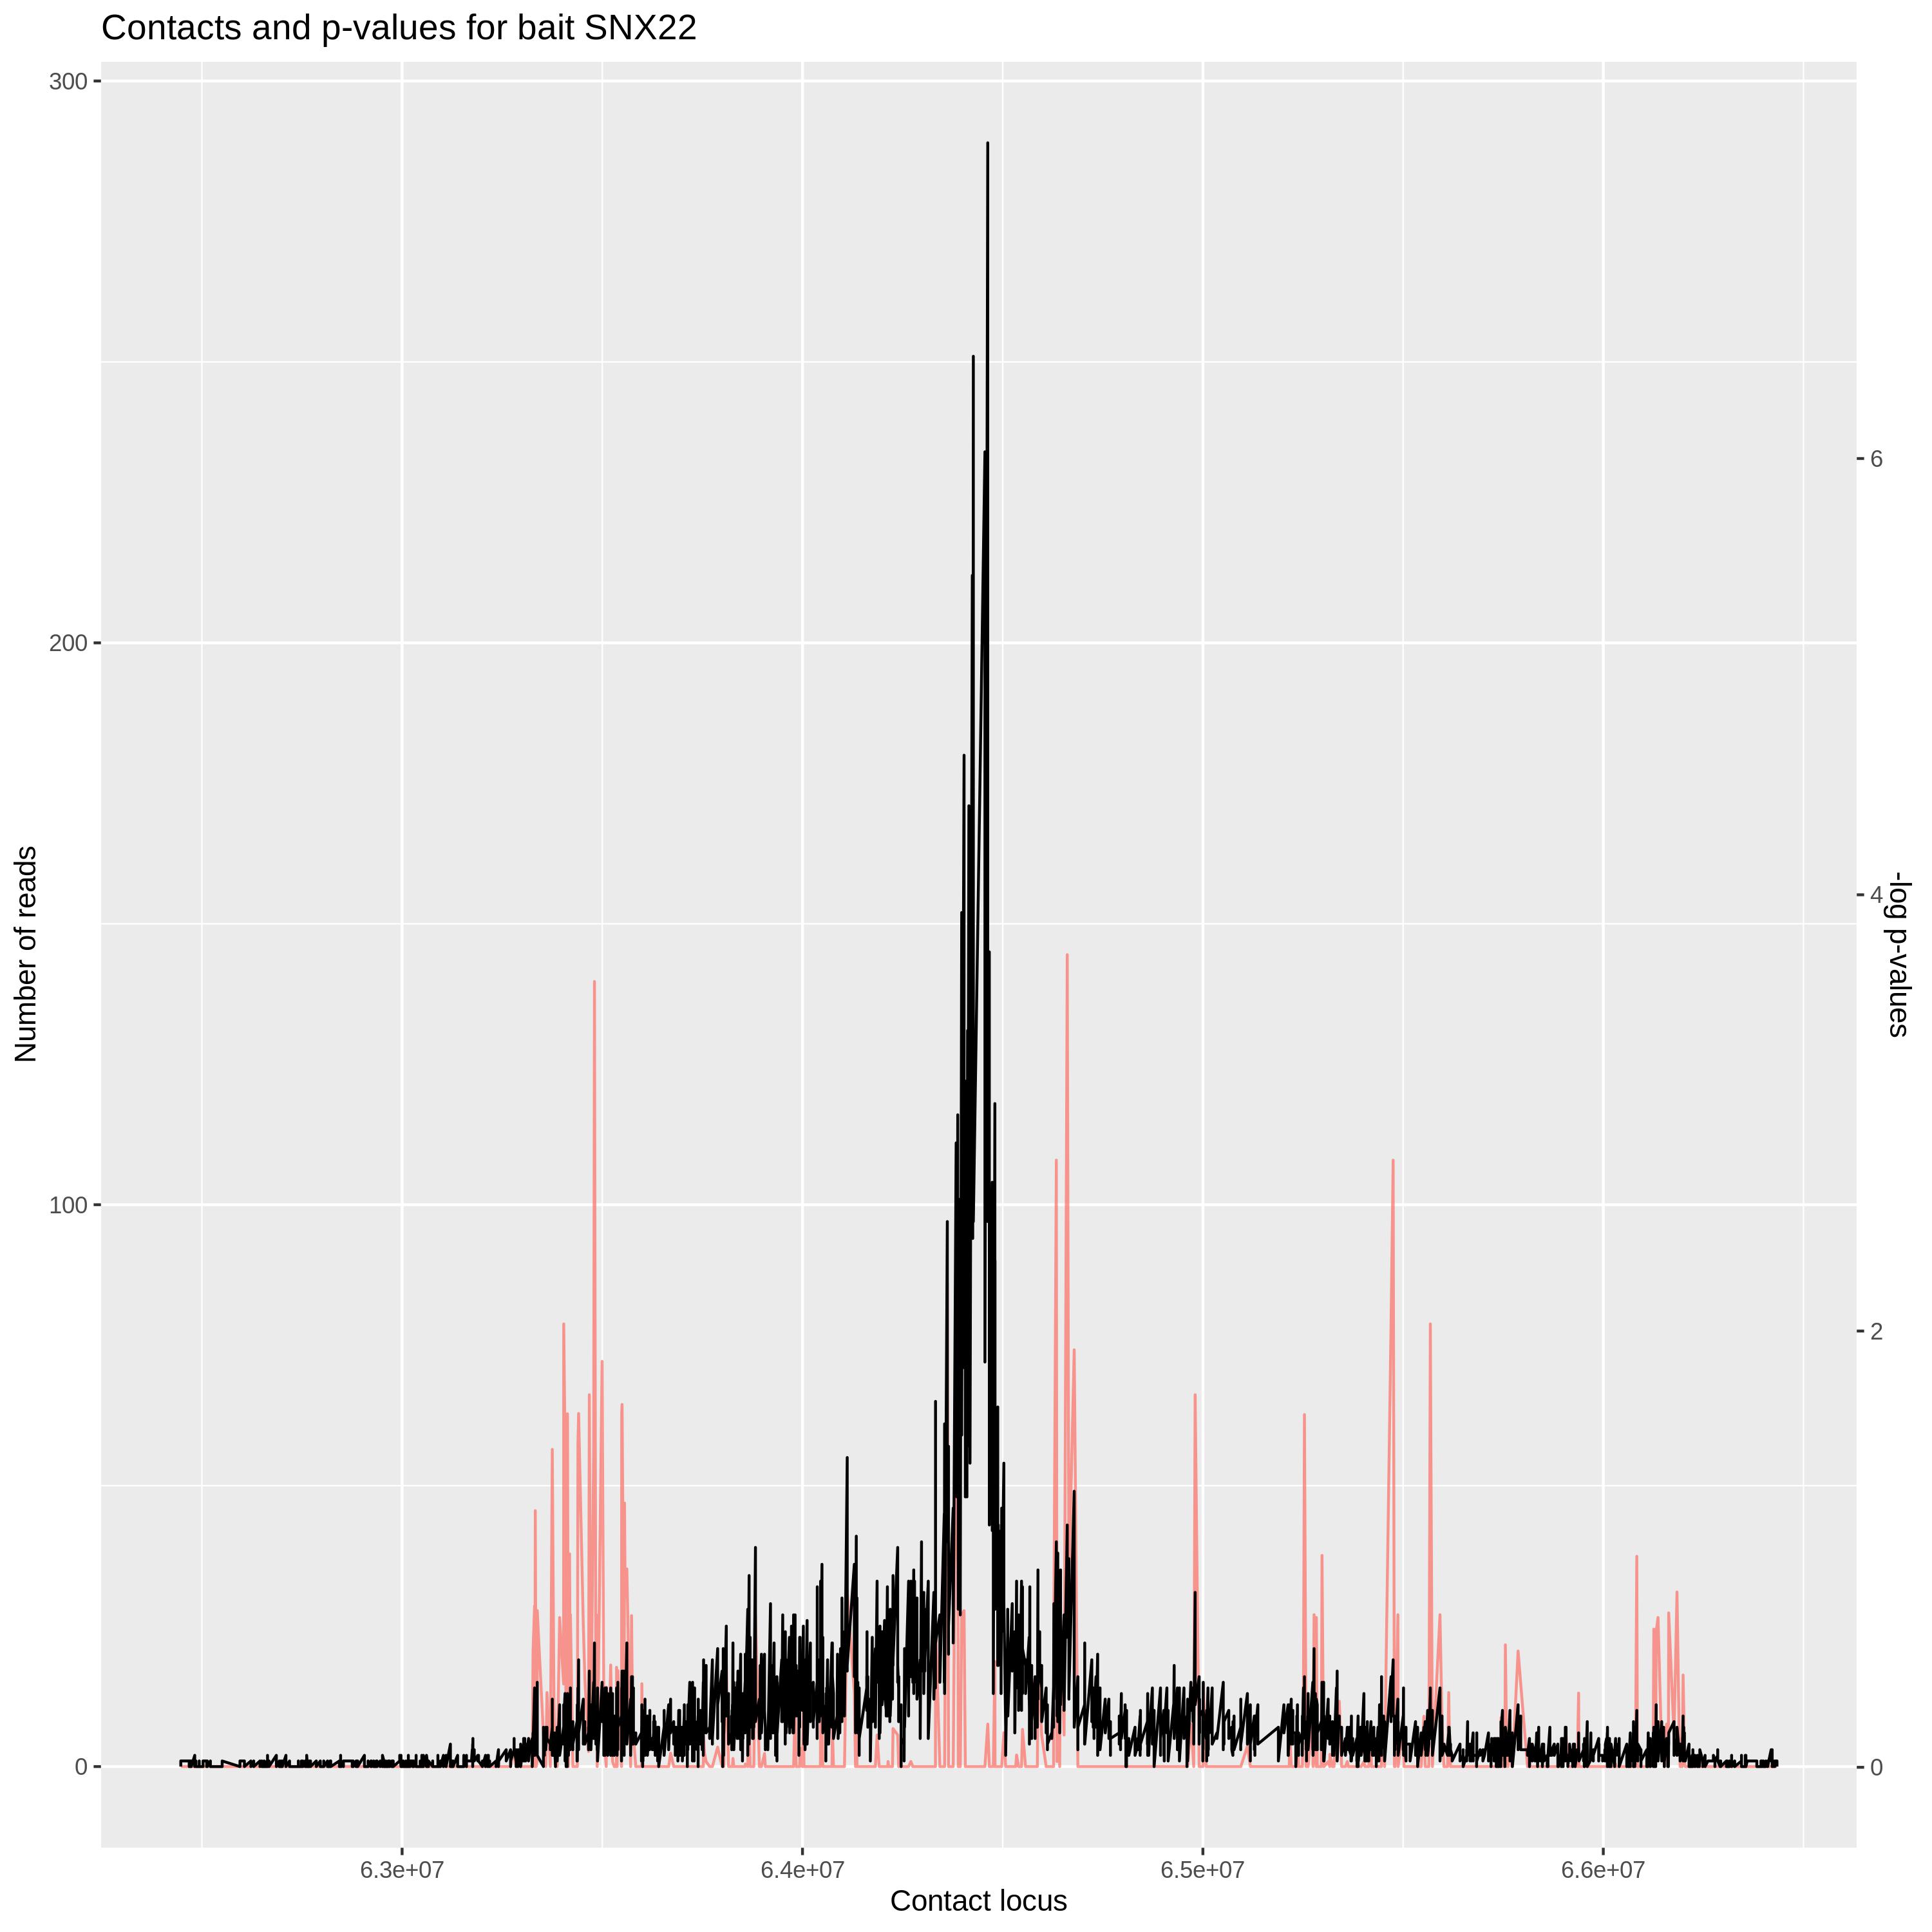 Contacts and p-values for bait SNX22
300
200
100
0
Number of reads
6
4
2
0
-log p-values
6.3e+07
6.4e+07
6.5e+07
6.6e+07
Contact locus